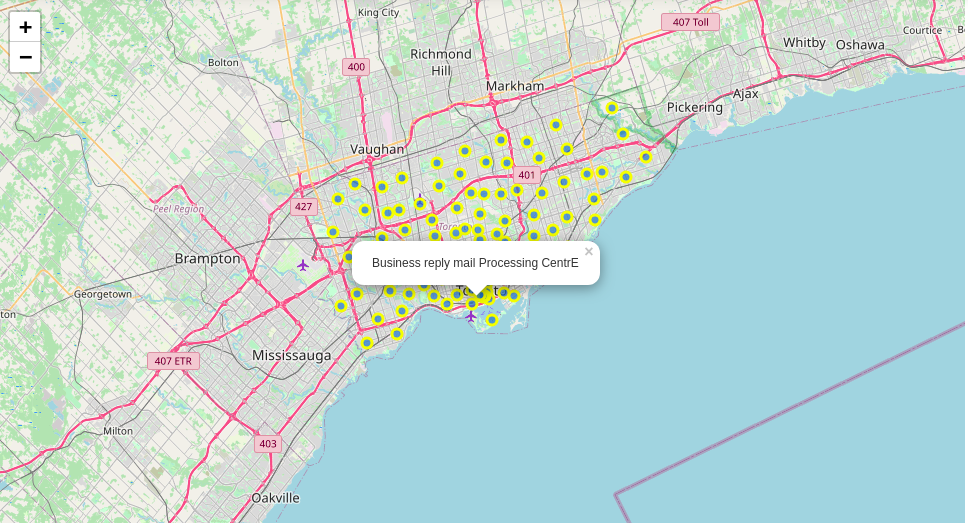 +
−
King City
407 Toll
Whitby
Oshawa
Courtice
Richmond
Hill
400
Bolton
Markham
Ajax
Pickering
Vaughan
401
427
Peel Region
Brampton
Business reply mail Processing CentrE
×
Georgetown
Mississauga
407 ETR
Milton
403
Oakville